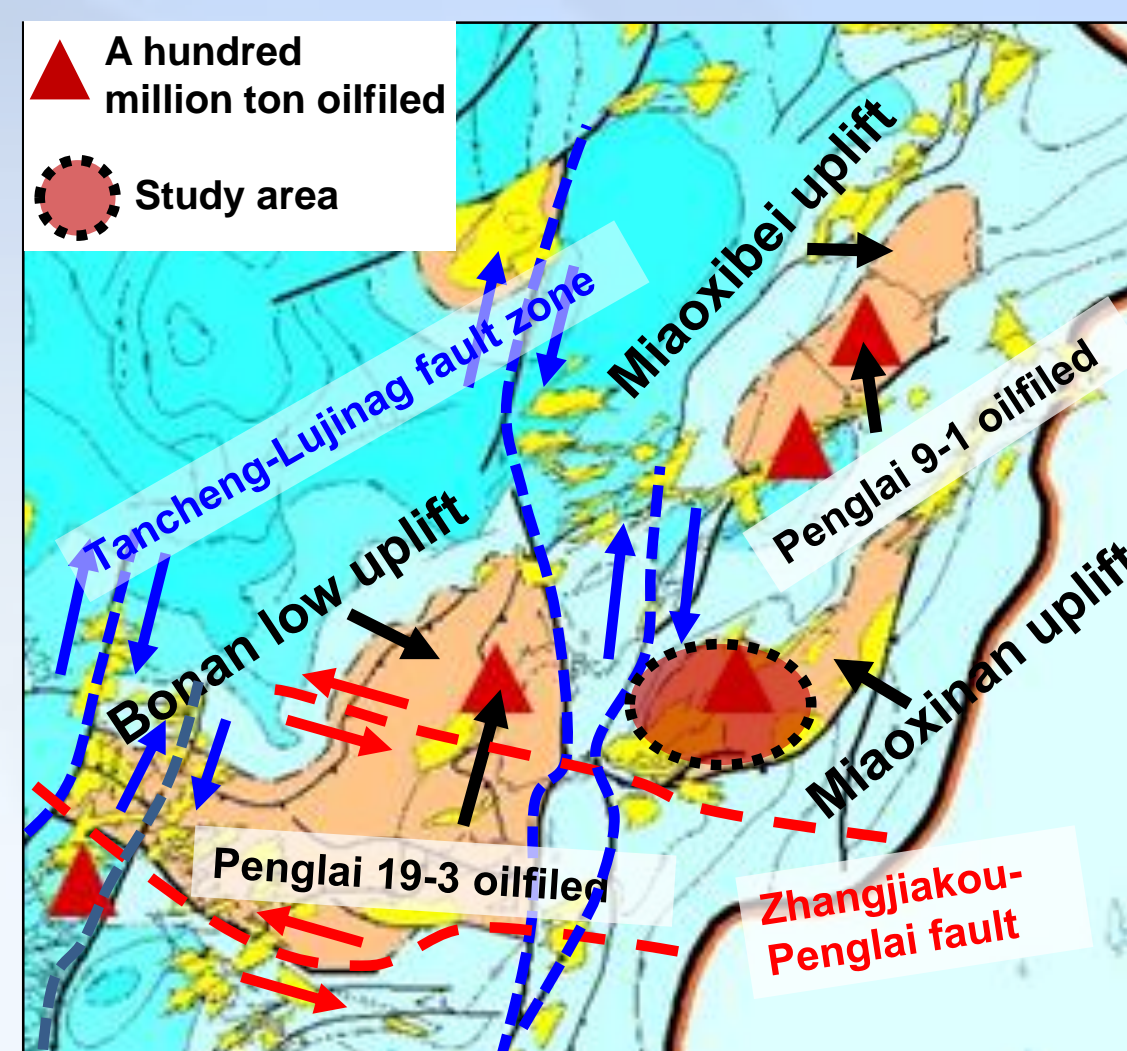 A hundred
million ton oilfiled
Study area
Miaoxibei uplift
Tancheng-Lujinag fault zone
Penglai 9-1 oilfiled
Bonan low uplift
Miaoxinan uplift
Penglai 19-3 oilfiled
Zhangjiakou-
Penglai fault